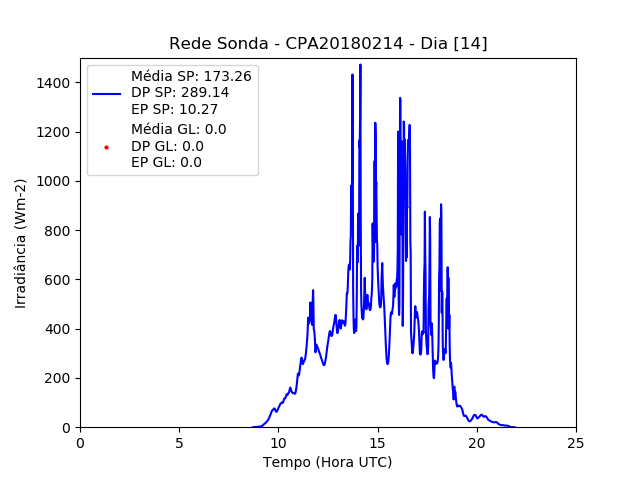 Rede Sonda - CPA20180214 - Dia [14]
Média SP: 173.26
DP SP: 289.14
EP SP: 10.27
Média GL: 0.0
DP GL: 0.0
EP GL: 0.0
Irradiância (Wm-2)
1400
1200
1000
800
600
400
200
0
0 5 10 15 20 25
Tempo (Hora UTC)